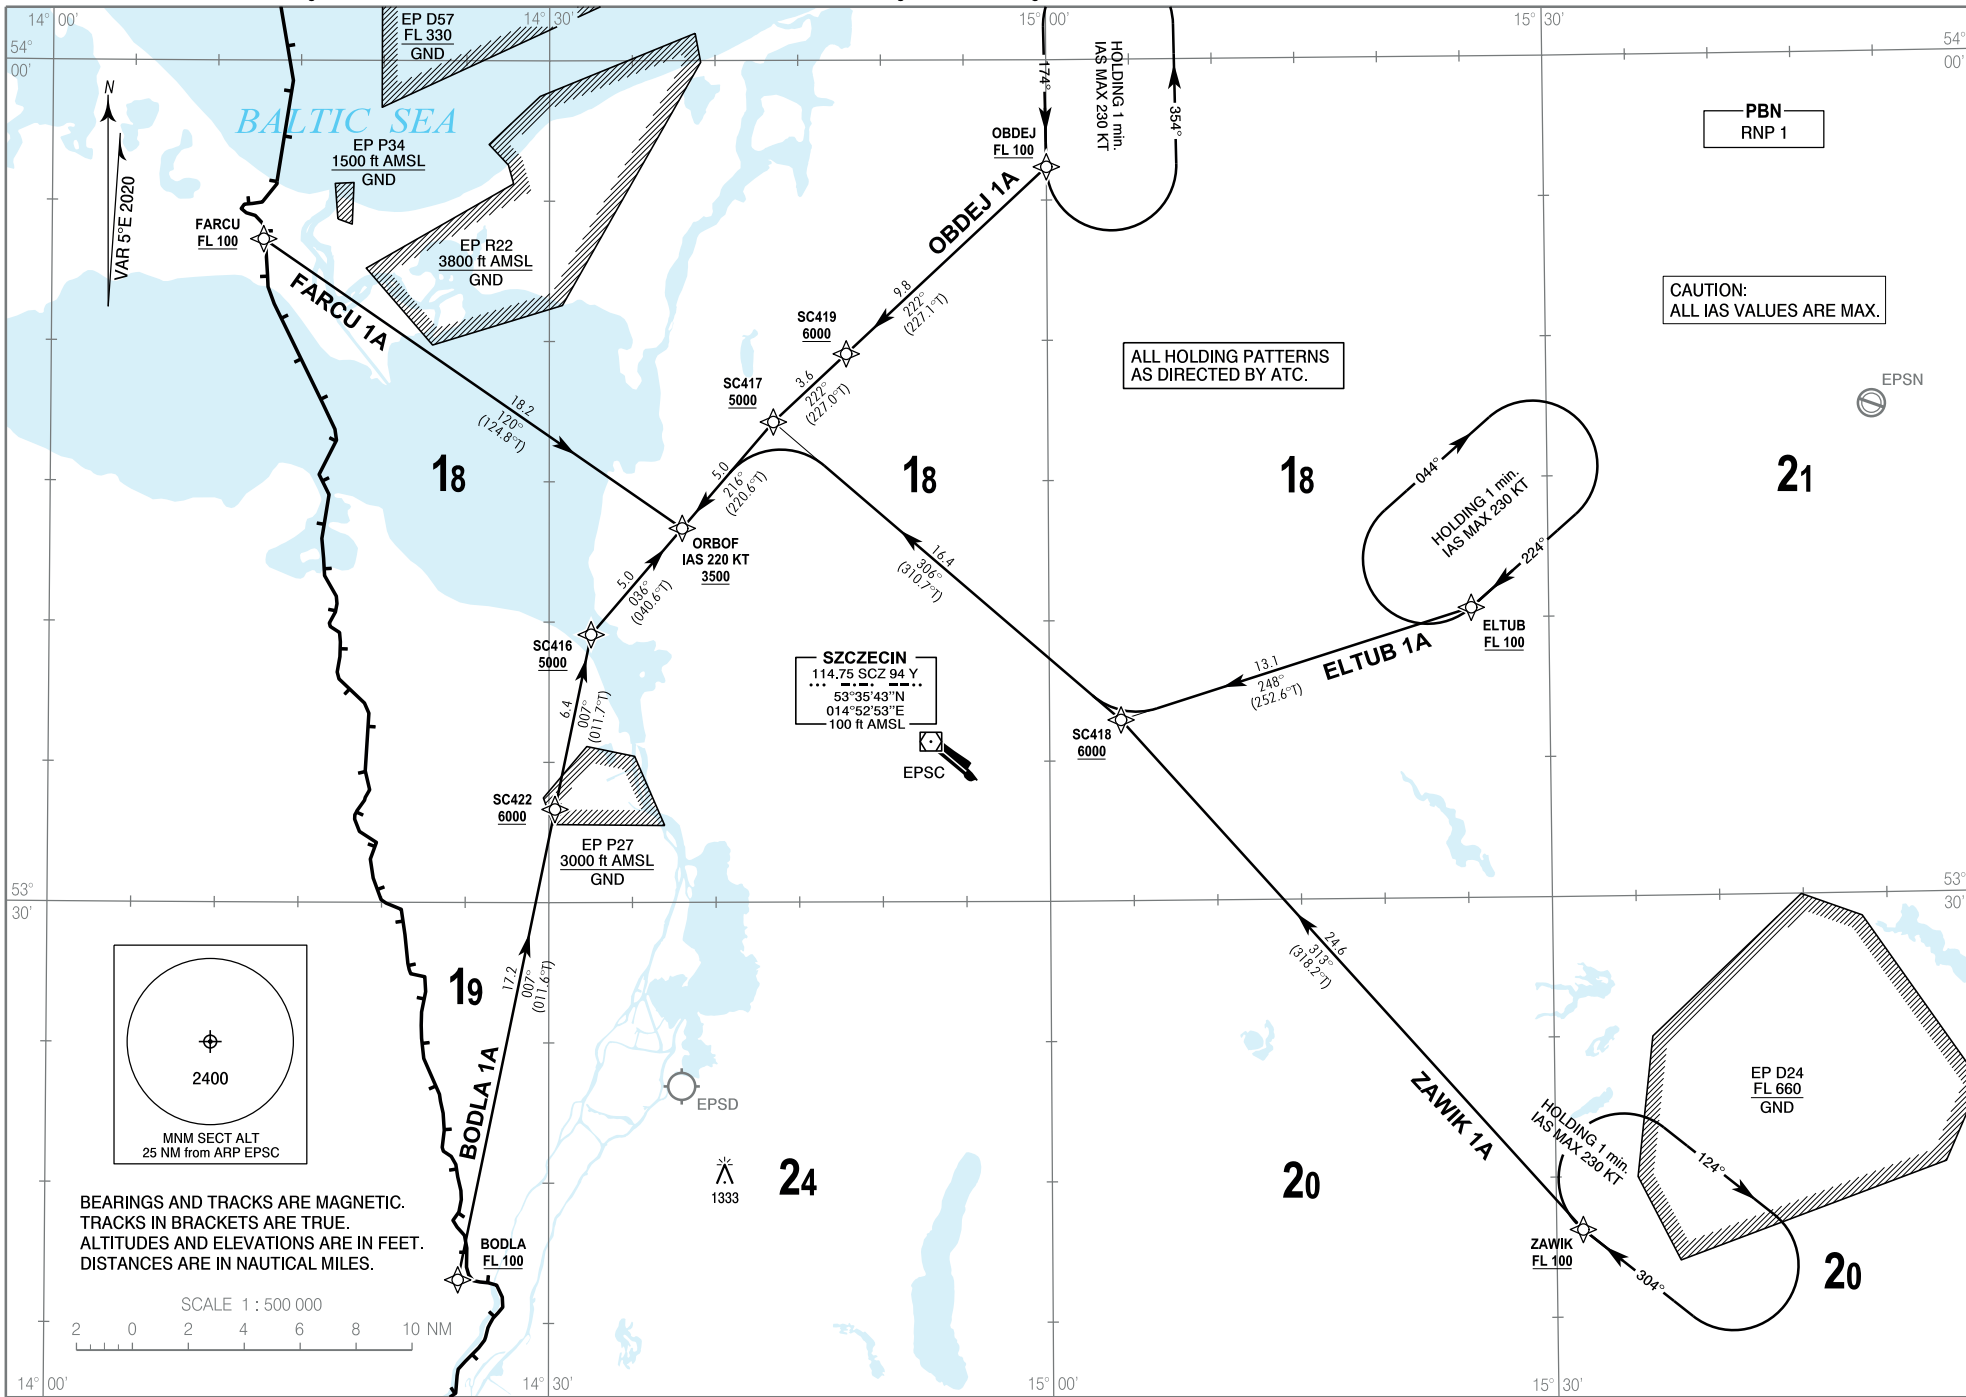 14° 00'
14° 30'
15° 00'
15° 30'
54°
00'
54°
00'
EP D57
FL 330
GND
N
VAR 5°E 2020
BALTIC SEA
EP P34
1500 ft AMSL
GND
EP R22
3800 ft AMSL
GND
FARCU
FL 100
FARCU 1A
18.2
120°
(124.8°T)
174°
HOLDING 1 min.
IAS MAX 230 KT
354°
OBDEJ
FL 100
OBDEJ 1A
9.8
222°
(227.1°T)
SC419
6000
3.6
222°
(227.0°T)
SC417
5000
5.0
216°
(220.6°T)
ORBOF
IAS 220 KT
3500
PBN
RNP 1
CAUTION:
ALL IAS VALUES ARE MAX.
ALL HOLDING PATTERNS
AS DIRECTED BY ATC.
EPSN
18
18
18
21
044°
HOLDING 1 min.
IAS MAX 230 KT
224°
ELTUB
FL 100
ELTUB 1A
13.1
248°
(252.6°T)
16.4
306°
(310.7°T)
5.0
036°
(040.6°T)
SC416
5000
6.4
007°
(011.7°T)
SZCZECIN
114.75 SCZ 94 Y
53°35'43"N
014°52'53"E
100 ft AMSL
EPSC
SC418
6000
SC422
6000
EP P27
3000 ft AMSL
GND
53°
30'
53°
30'
24.6
313°
(318.2°T)
19
17.2
007°
(011.6°T)
BODLA 1A
2400
MNM SECT ALT
25 NM from ARP EPSC
EPSD
1333
24
20
ZAWIK 1A
EP D24
FL 660
GND
HOLDING 1 min.
IAS MAX 230 KT
124°
304°
ZAWIK
FL 100
20
BEARINGS AND TRACKS ARE MAGNETIC.
TRACKS IN BRACKETS ARE TRUE.
ALTITUDES AND ELEVATIONS ARE IN FEET.
DISTANCES ARE IN NAUTICAL MILES.
BODLA
FL 100
SCALE 1 : 500 000
2 0 2 4 6 8 10 NM
14° 00'
14° 30'
15° 00'
15° 30'